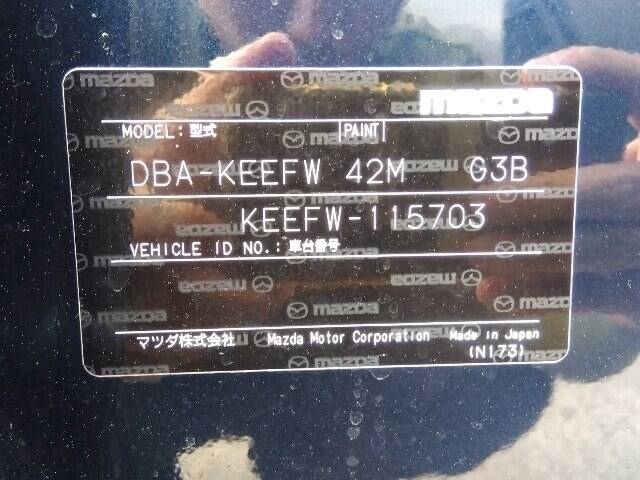 mazda
MODEL: 型式 PAINT
DBA-KEEFW 42M G3B
KEEFW-115703
VEHICLE ID NO.: 車台番号
マツダ株式会社 Mazda Motor Corporation Made in Japan
(N173)